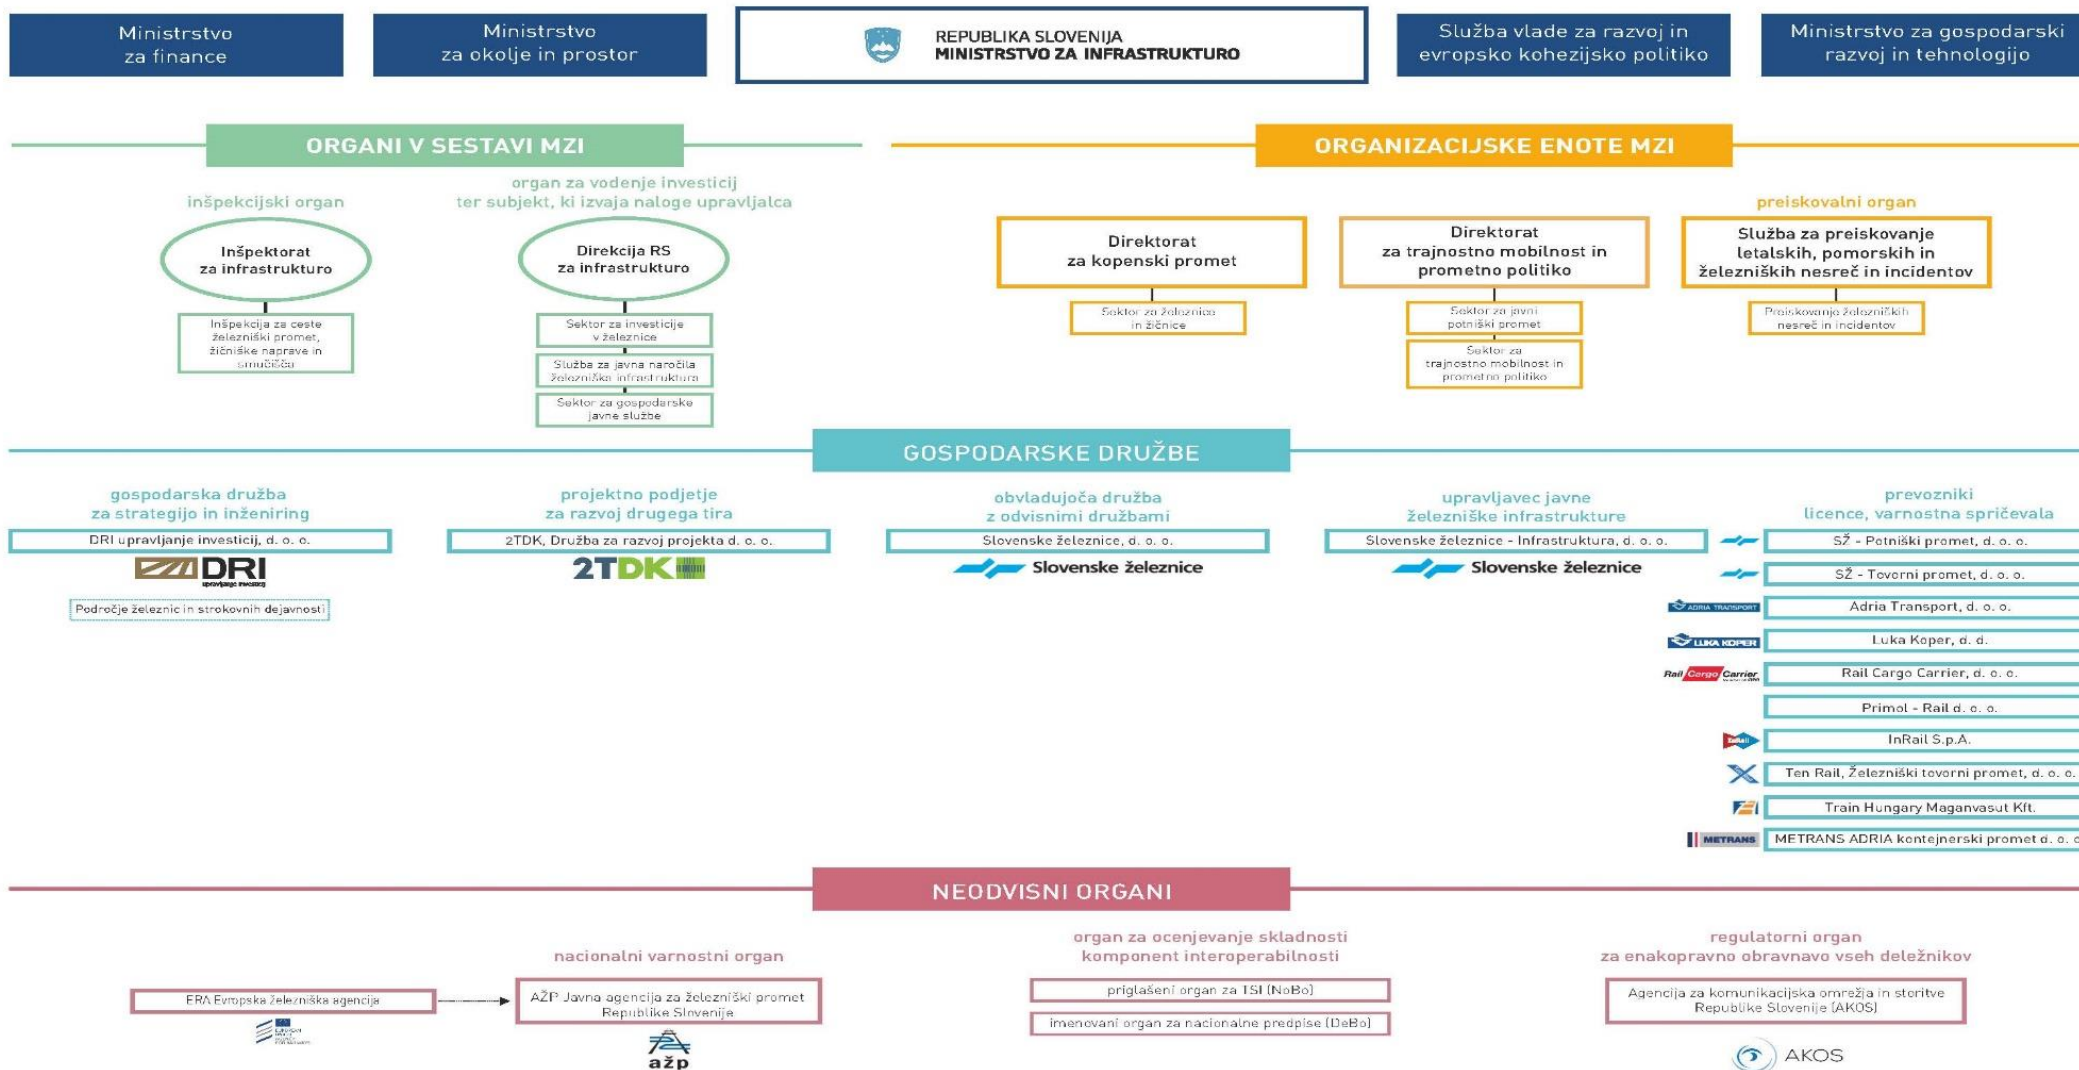 Ministrstvo
za finance
Ministrstvo
za okolje in prostor
REPUBLIKA SLOVENIJA
MINISTRSTVO ZA INFRASTRUKTURO
Služba vlade za razvoj in
evropsko kohezijsko politiko
Ministrstvo za gospodarski
razvoj in tehnologijo
ORGANI V SESTAVI MZI
inšpekcijski organ
Inšpektorat
za infrastrukturo
Inšpekcija za ceste
železniški promet,
žičniške naprave in
smučišča
organ za vodenje investicij
ter subjekt, ki izvaja naloge upravljalca
Direkcija RS
za infrastrukturo
Sektor za investicije
v železnice
Služba za javna naročila
železniška infrastruktura
Sektor za gospodarske
javne službe
ORGANIZACIJSKE ENOTE MZI
Direktorat
za kopenski promet
Sektor za železnice
in žičnice
Direktorat
za trajnostno mobilnost in
prometno politiko
Sektor za javni
potniški promet
Sektor za
trajnostno mobilnost in
prometno politiko
preiskovalni organ
Služba za preiskovanje
letalskih, pomorskih in
železniških nesreč in incidentov
Preiskovanje železniških
nesreč in incidentov
GOSPODARSKE DRUŽBE
gospodarska družba
za strategijo in inženiring
DRI upravljanje investicij, d. o. o.
DRI
upravljanje investicij
Področje železnic in strokovnih dejavnosti
projektno podjetje
za razvoj drugega tira
2TDK, Družba za razvoj projekta d. o. o.
2TDK
obvladujoča družba
z odvisnimi družbami
Slovenske železnice, d. o. o.
Slovenske železnice
upravljavec javne
železniške infrastrukture
Slovenske železnice - Infrastruktura, d. o. o.
Slovenske železnice
prevozniki
licence, varnostna spričevala
SŽ - Potniški promet, d. o. o.
SŽ - Tovorni promet, d. o. o.
ADRIA TRANSPORT
Adria Transport, d. o. o.
LUKA KOPER
Luka Koper, d. d.
Rail Cargo Carrier
Rail Cargo Carrier, d. o. o.
Primol - Rail d. o. o.
InRail
InRail S.p.A.
Ten Rail, Železniški tovorni promet, d. o. o.
Train Hungary Maganvasut Kft.
METRANS
METRANS ADRIA kontejnerski promet d. o. o
NEODVISNI ORGANI
ERA Evropska železniška agencija
nacionalni varnostni organ
AŽP Javna agencija za železniški promet
Republike Slovenije
ažp
organ za ocenjevanje skladnosti
komponent interoperabilnosti
priglašeni organ za TSI (NoBo)
imenovani organ za nacionalne predpise (DeBo)
regulatorni organ
za enakopravno obravnavo vseh deležnikov
Agencija za komunikacijska omrežja in storitve
Republike Slovenije (AKOS)
AKOS